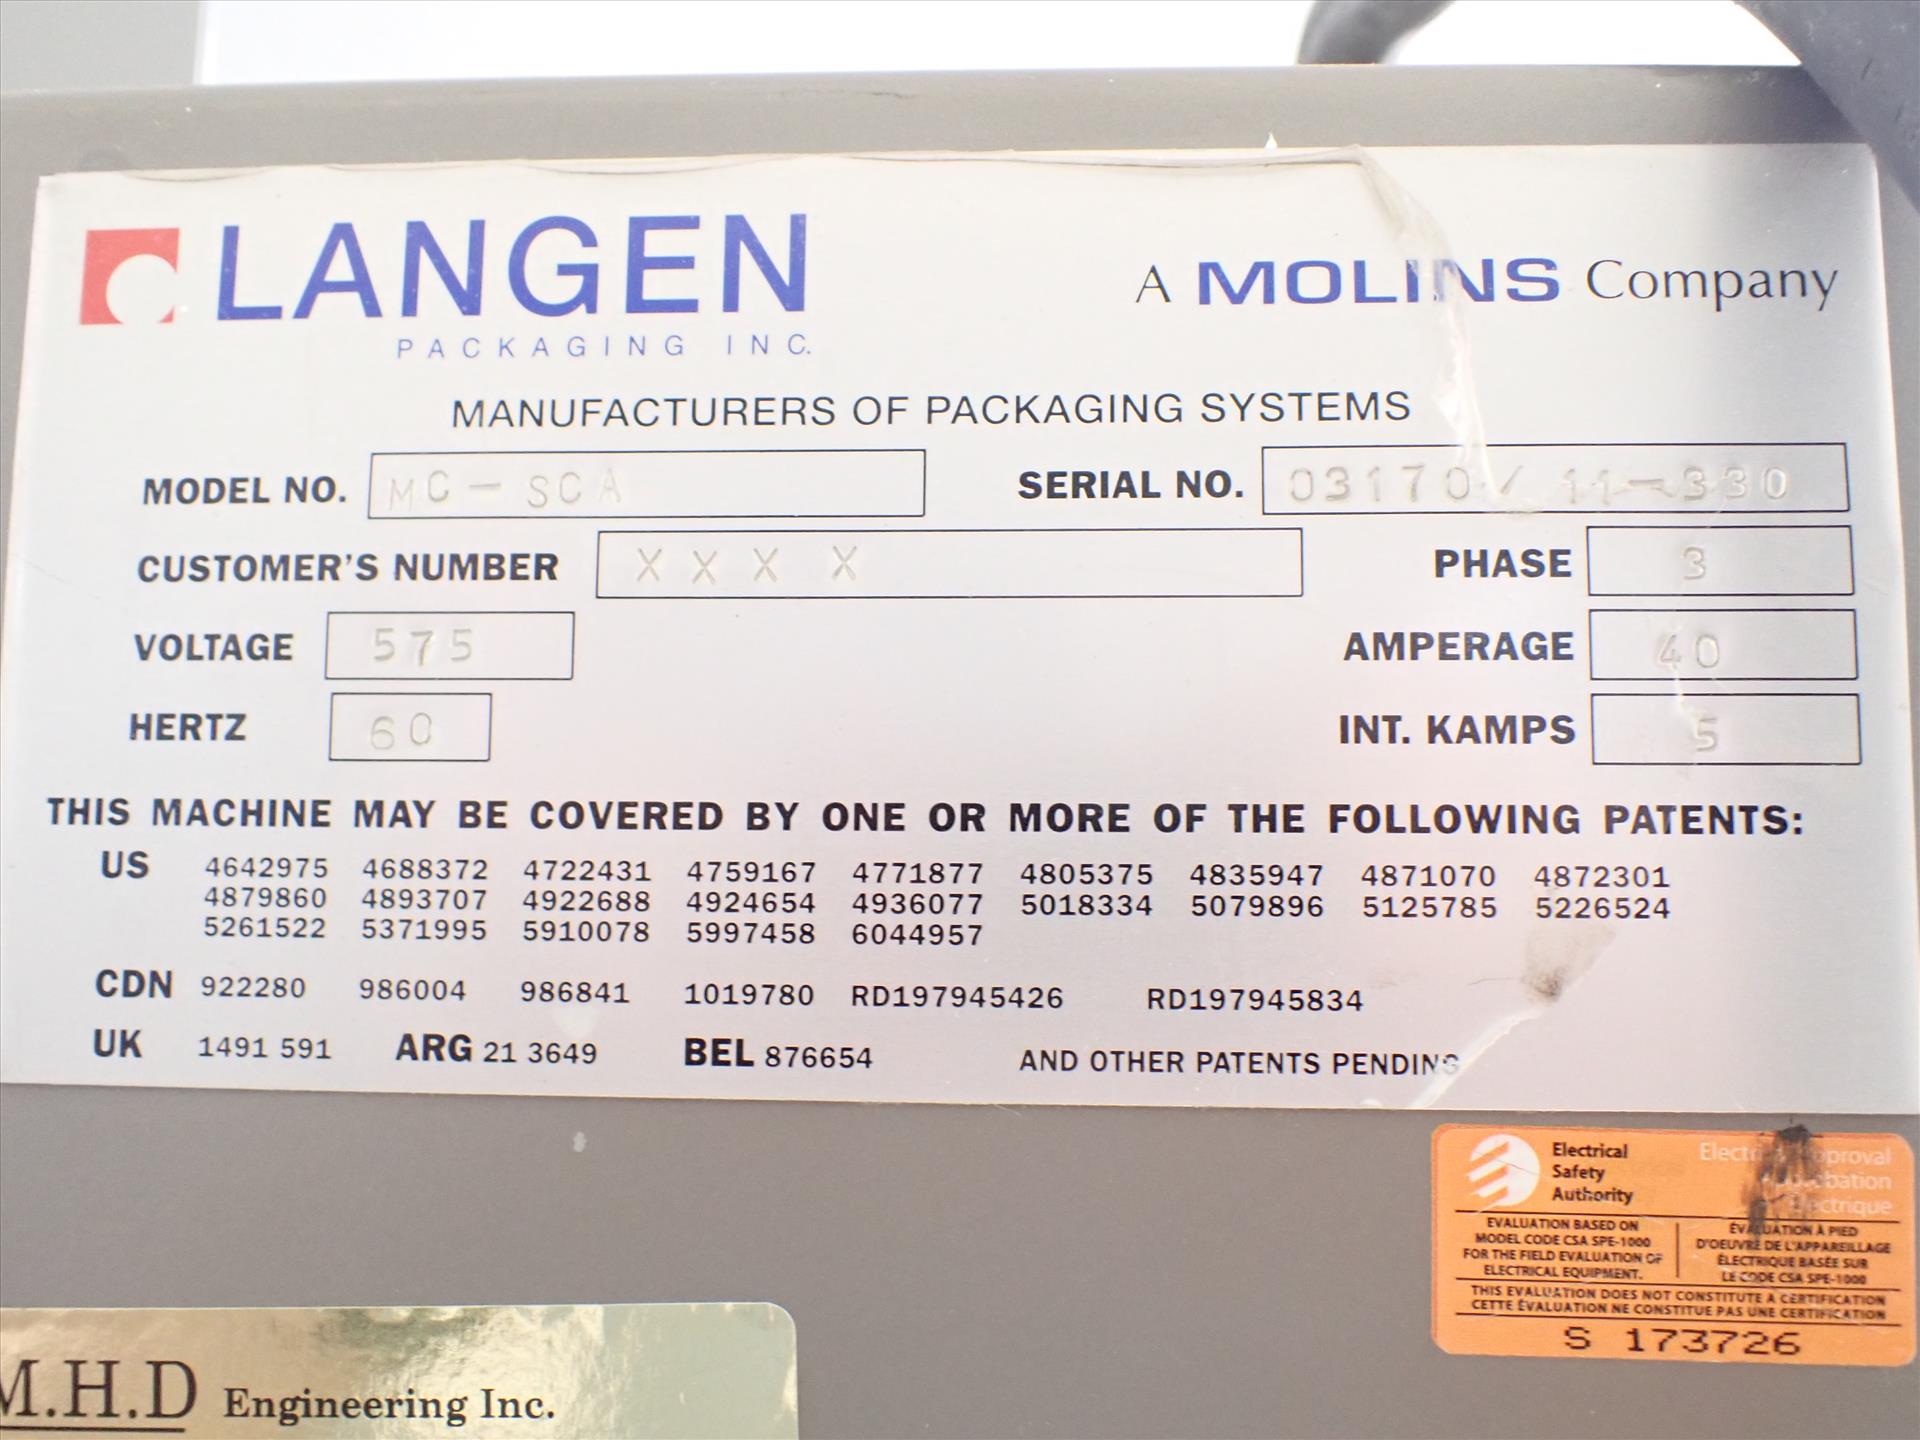 LANGEN
PACKAGING INC.
A MOLINS Company
MANUFACTURERS OF PACKAGING SYSTEMS
MODEL NO. MC-SCA SERIAL NO. 03170/11-330
CUSTOMER'S NUMBER XXXX PHASE 3
VOLTAGE 575 AMPERAGE 40
HERTZ 60 INT. KAMPS 5
THIS MACHINE MAY BE COVERED BY ONE OR MORE OF THE FOLLOWING PATENTS:
US 4642975 4688372 4722431 4759167 4771877 4805375 4835947 4871070 4872301
4879860 4893707 4922688 4924654 4936077 5018334 5079896 5125785 5226524
5261522 5371995 5910078 5997458 6044957
CDN 922280 986004 986841 1019780 RD197945426 RD197945834
UK 1491 591 ARG 21 3649 BEL 876654 AND OTHER PATENTS PENDING
Electrical
Safety
Authority
Approval
Électrique
EVALUATION BASED ON
MODEL CODE CSA SPE-1000
FOR THE FIELD EVALUATION OF
ELECTRICAL EQUIPMENT.
ÉVALUATION À PIED
D'OEUVRE DE L'APPAREILLAGE
ÉLECTRIQUE BASÉE SUR
LE CODE CSA SPE-1000
THIS EVALUATION DOES NOT CONSTITUTE A CERTIFICATION
CETTE ÉVALUATION NE CONSTITUE PAS UNE CERTIFICATION
S 173726
M.H.D Engineering Inc.